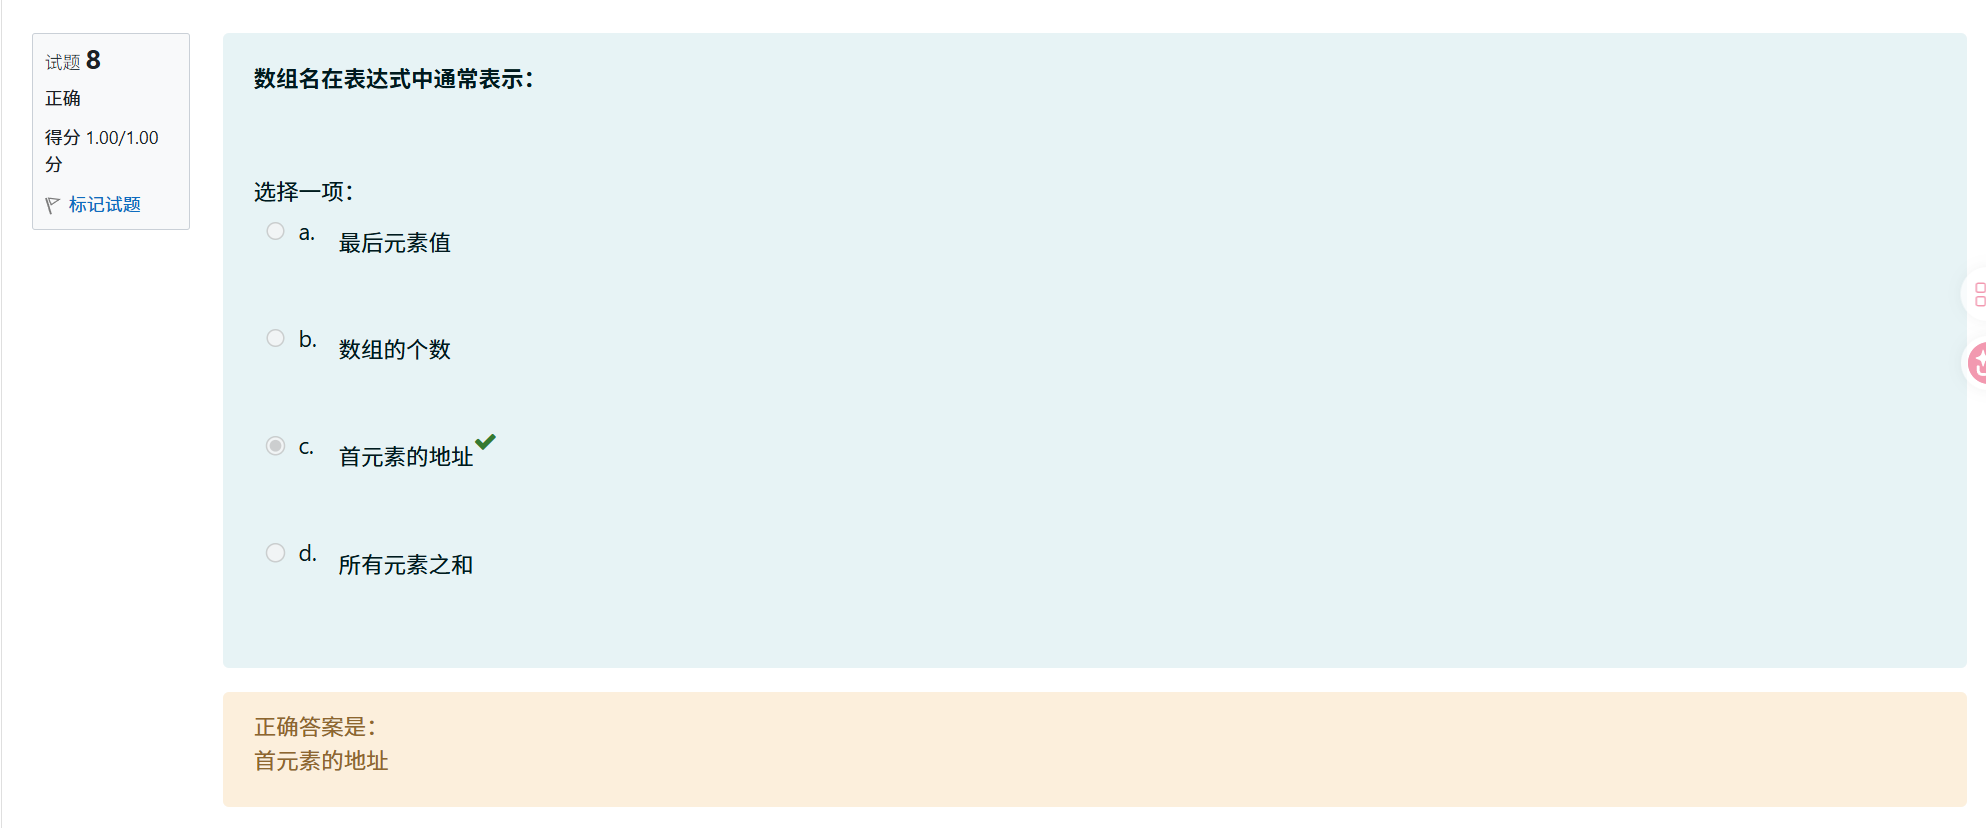 试题 8
正确
得分 1.00/1.00
分
标记试题
数组名在表达式中通常表示：
选择一项：
a. 最后元素值
b. 数组的个数
c. 首元素的地址
d. 所有元素之和
正确答案是：
首元素的地址